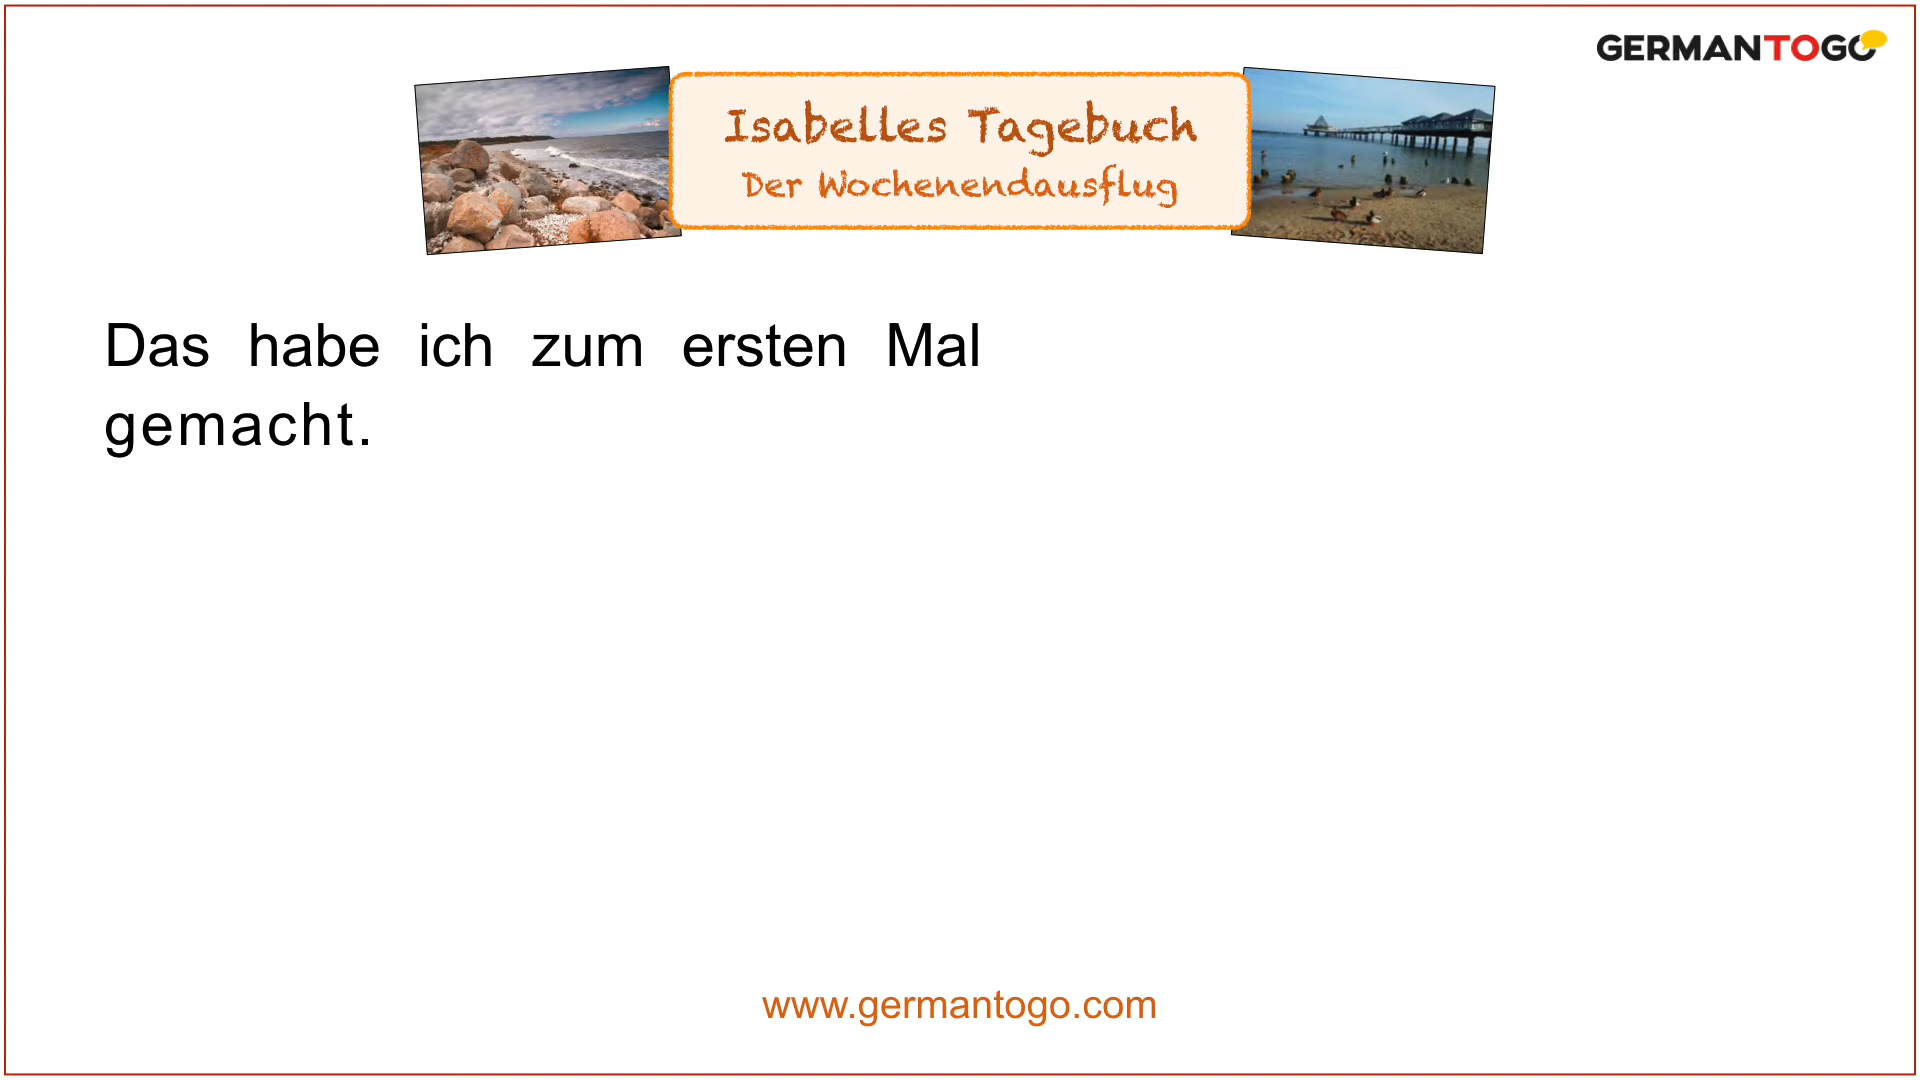 GERMANTOGO
Isabelles Tagebuch
Der Wochenendausflug
Das habe ich zum ersten Mal
gemacht.
www.germantogo.com